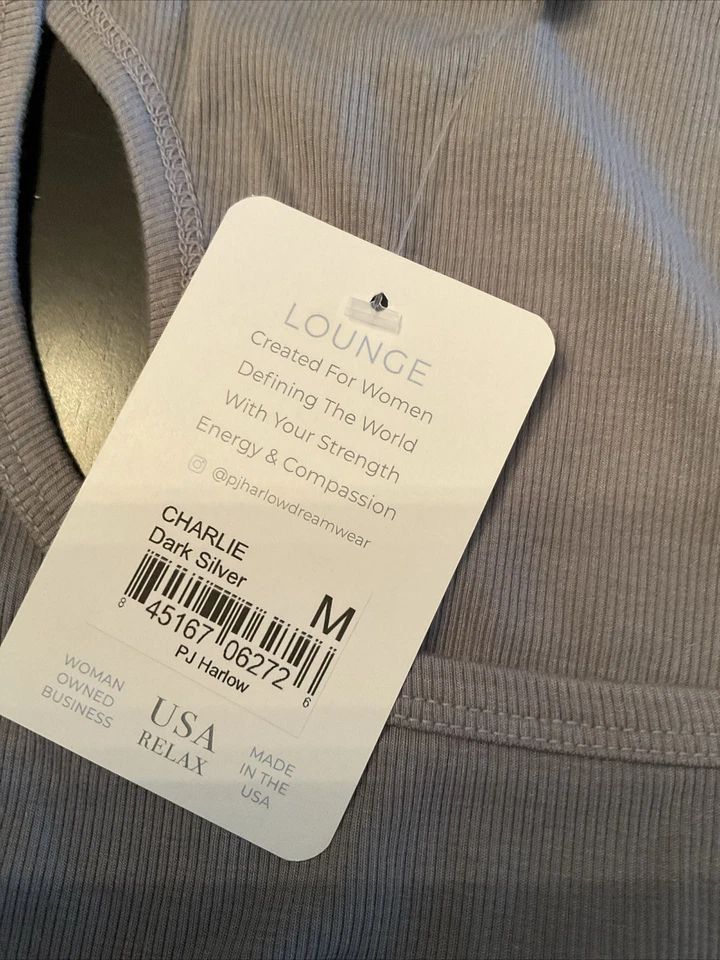 LOUNGE
Created For Women
Defining The World
With Your Strength
Energy & Compassion
@pjharlowdreamwear
CHARLIE
Dark Silver
M
8 45167 06272 6
PJ Harlow
WOMAN
OWNED
BUSINESS
USA
RELAX
MADE
IN THE
USA